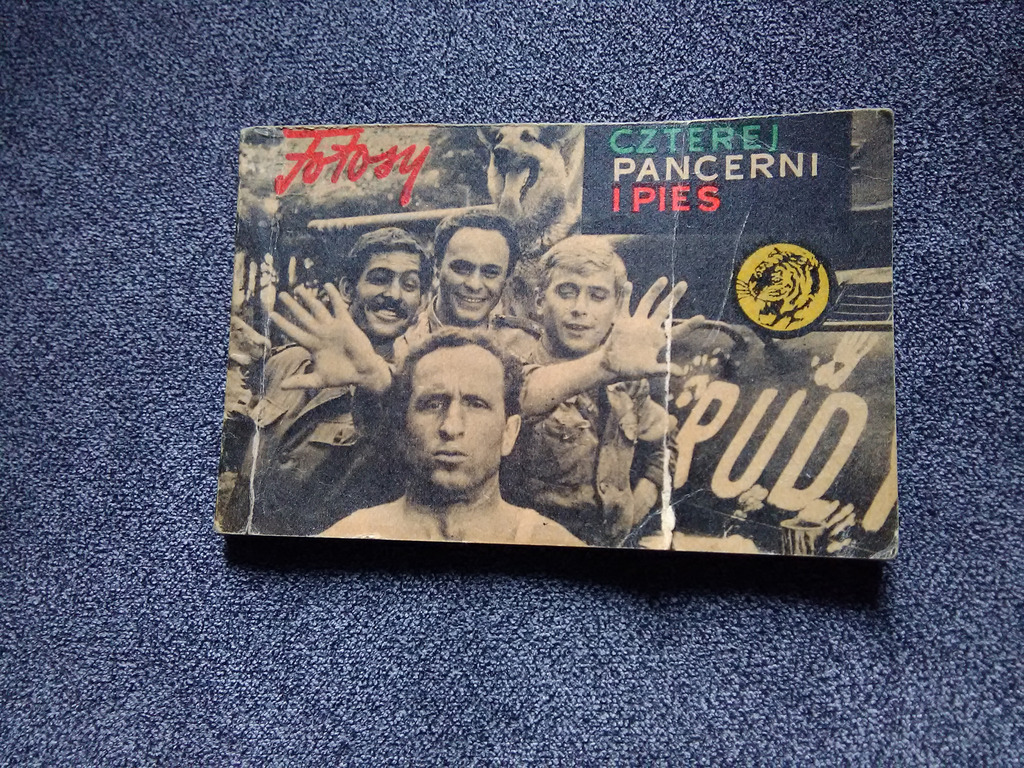 Fotosy
CZTEREJ
PANCERNI
I PIES
RUDY